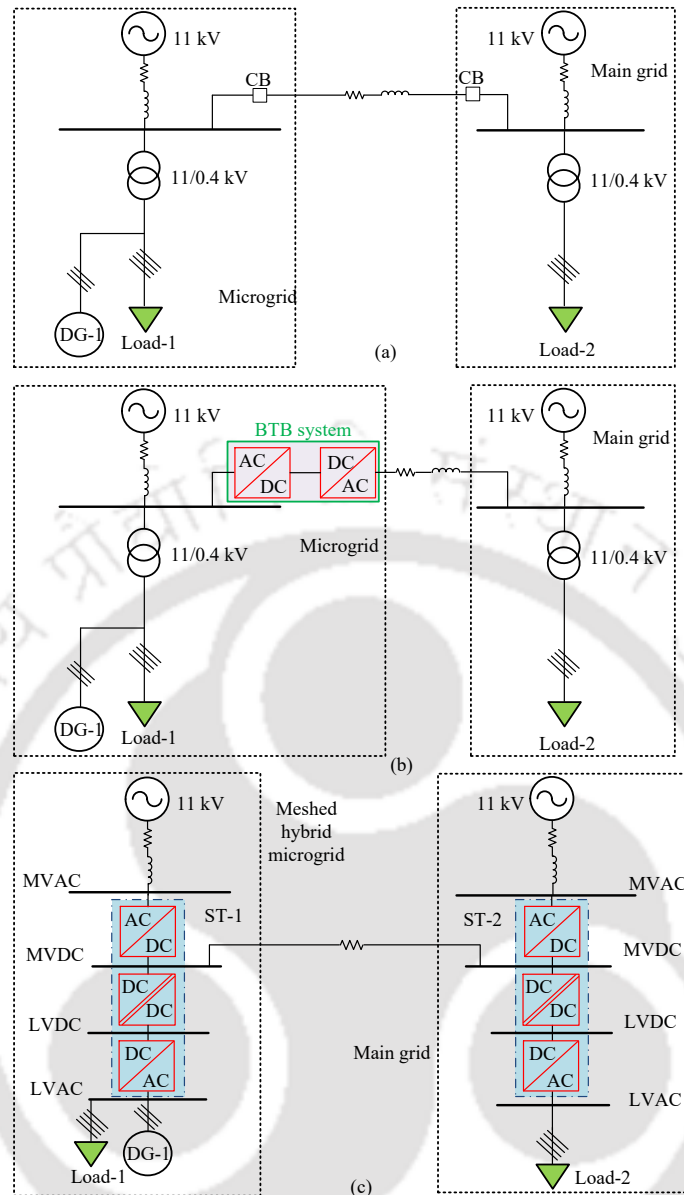 11 kV
11 kV
CB
CB
Main grid
11/0.4 kV
11/0.4 kV
Microgrid
DG-1
Load-1
Load-2
(a)
11 kV
11 kV
BTB system
Main grid
AC
DC
DC
AC
11/0.4 kV
Microgrid
11/0.4 kV
DG-1
Load-1
Load-2
(b)
11 kV
Meshed
hybrid
microgrid
11 kV
MVAC
MVAC
ST-1
ST-2
AC
DC
AC
DC
MVDC
MVDC
DC
DC
DC
DC
LVDC
LVDC
Main grid
DC
AC
DC
AC
LVAC
LVAC
DG-1
Load-1
Load-2
(c)